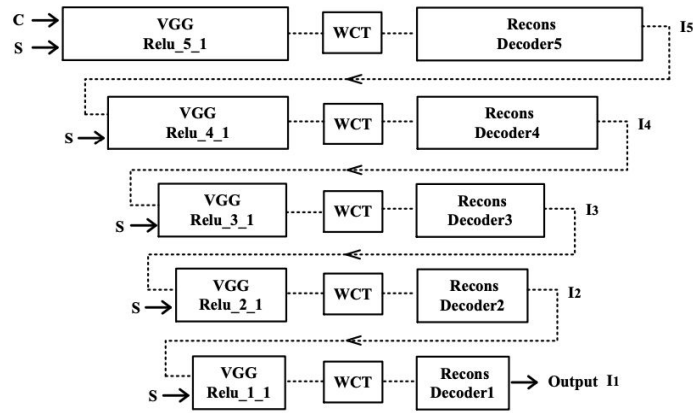 C
S
VGG
Relu_5_1
WCT
Recons
Decoder5
I5
S
VGG
Relu_4_1
WCT
Recons
Decoder4
I4
S
VGG
Relu_3_1
WCT
Recons
Decoder3
I3
S
VGG
Relu_2_1
WCT
Recons
Decoder2
I2
S
VGG
Relu_1_1
WCT
Recons
Decoder1
Output I1